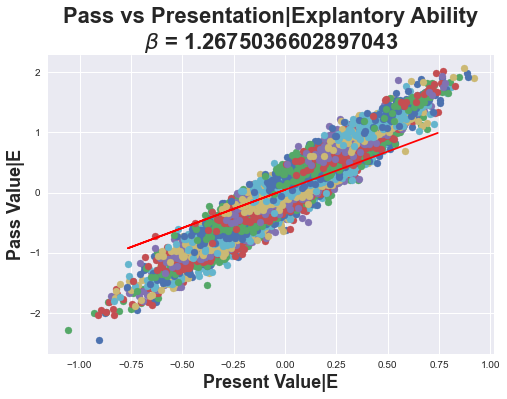 Pass vs Presentation|Explantory Ability
β = 1.2675036602897043
Pass Value|E
2
1
0
−1
−2
−1.00 −0.75 −0.50 −0.25 0.00 0.25 0.50 0.75 1.00
Present Value|E